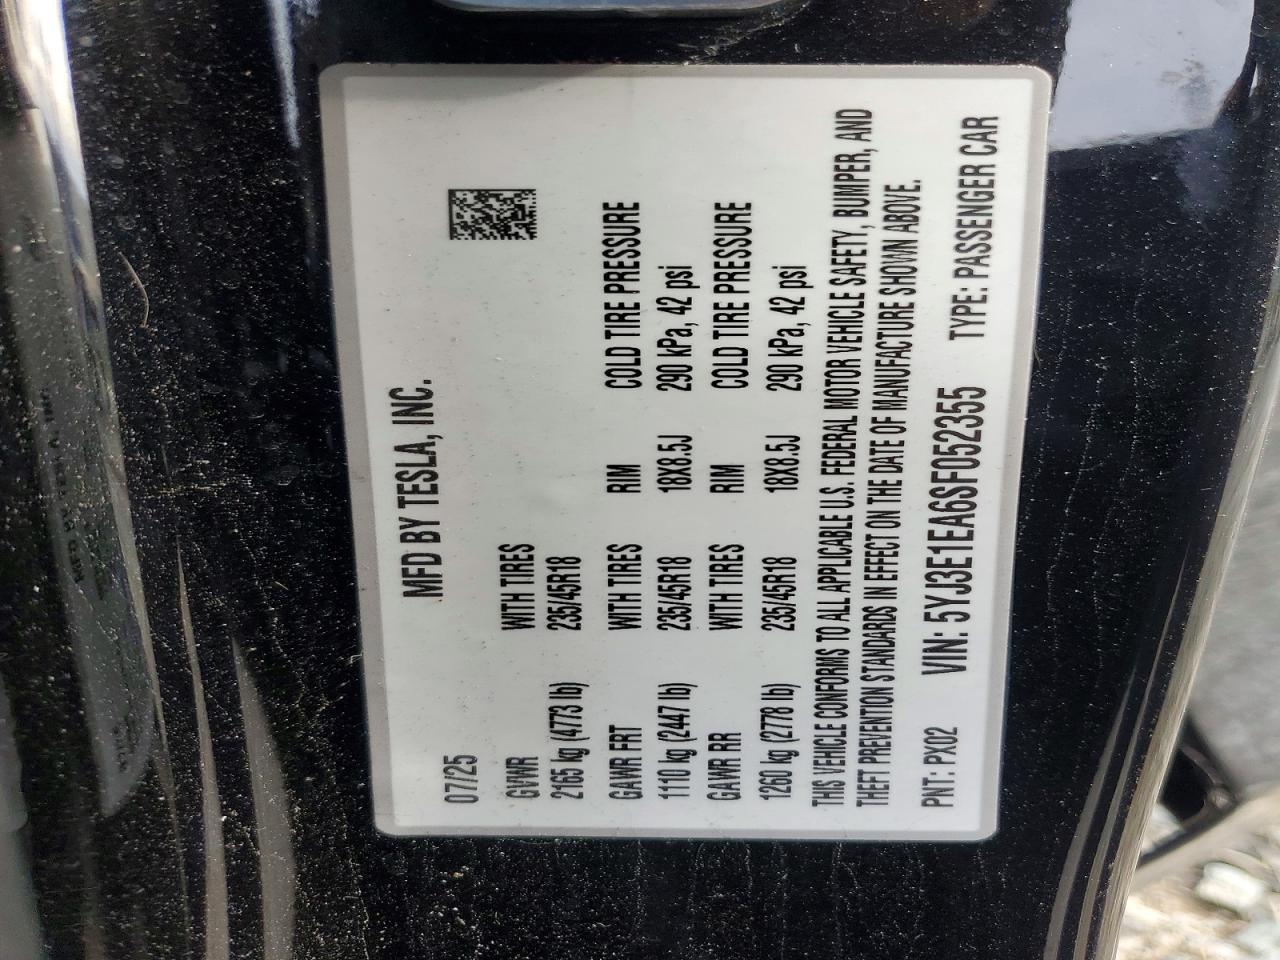 MFD BY TESLA, INC.
07/25
GVWR WITH TIRES
2165 kg (4773 lb) 235/45R18
GAWR FRT WITH TIRES RIM COLD TIRE PRESSURE
1110 kg (2447 lb) 235/45R18 18X8.5J 290 kPa, 42 psi
GAWR RR WITH TIRES RIM COLD TIRE PRESSURE
1260 kg (2778 lb) 235/45R18 18X8.5J 290 kPa, 42 psi
THIS VEHICLE CONFORMS TO ALL APPLICABLE U.S. FEDERAL MOTOR VEHICLE SAFETY, BUMPER, AND
THEFT PREVENTION STANDARDS IN EFFECT ON THE DATE OF MANUFACTURE SHOWN ABOVE.
PNT: PX02 VIN: 5YJ3E1EA6SF052355 TYPE: PASSENGER CAR